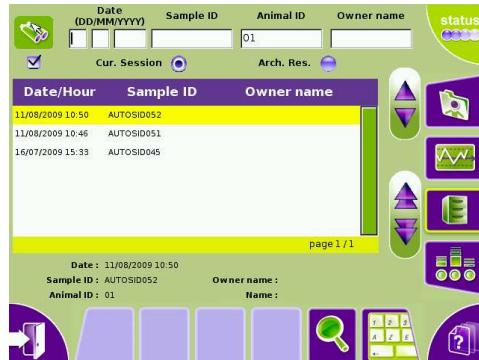 Date
(DD/MM/YYYY)
Sample ID
Animal ID
Owner name
status
01
Cur. Session
Arch. Res.
Date/Hour Sample ID Owner name
11/08/2009 10:50 AUTOSID052
11/08/2009 10:46 AUTOSID051
16/07/2009 15:33 AUTOSID045
page 1 / 1
Date : 11/08/2009 10:50
Sample ID : AUTOSID052 Owner name :
Animal ID : 01 Name :
1 2 3
A Z E
?